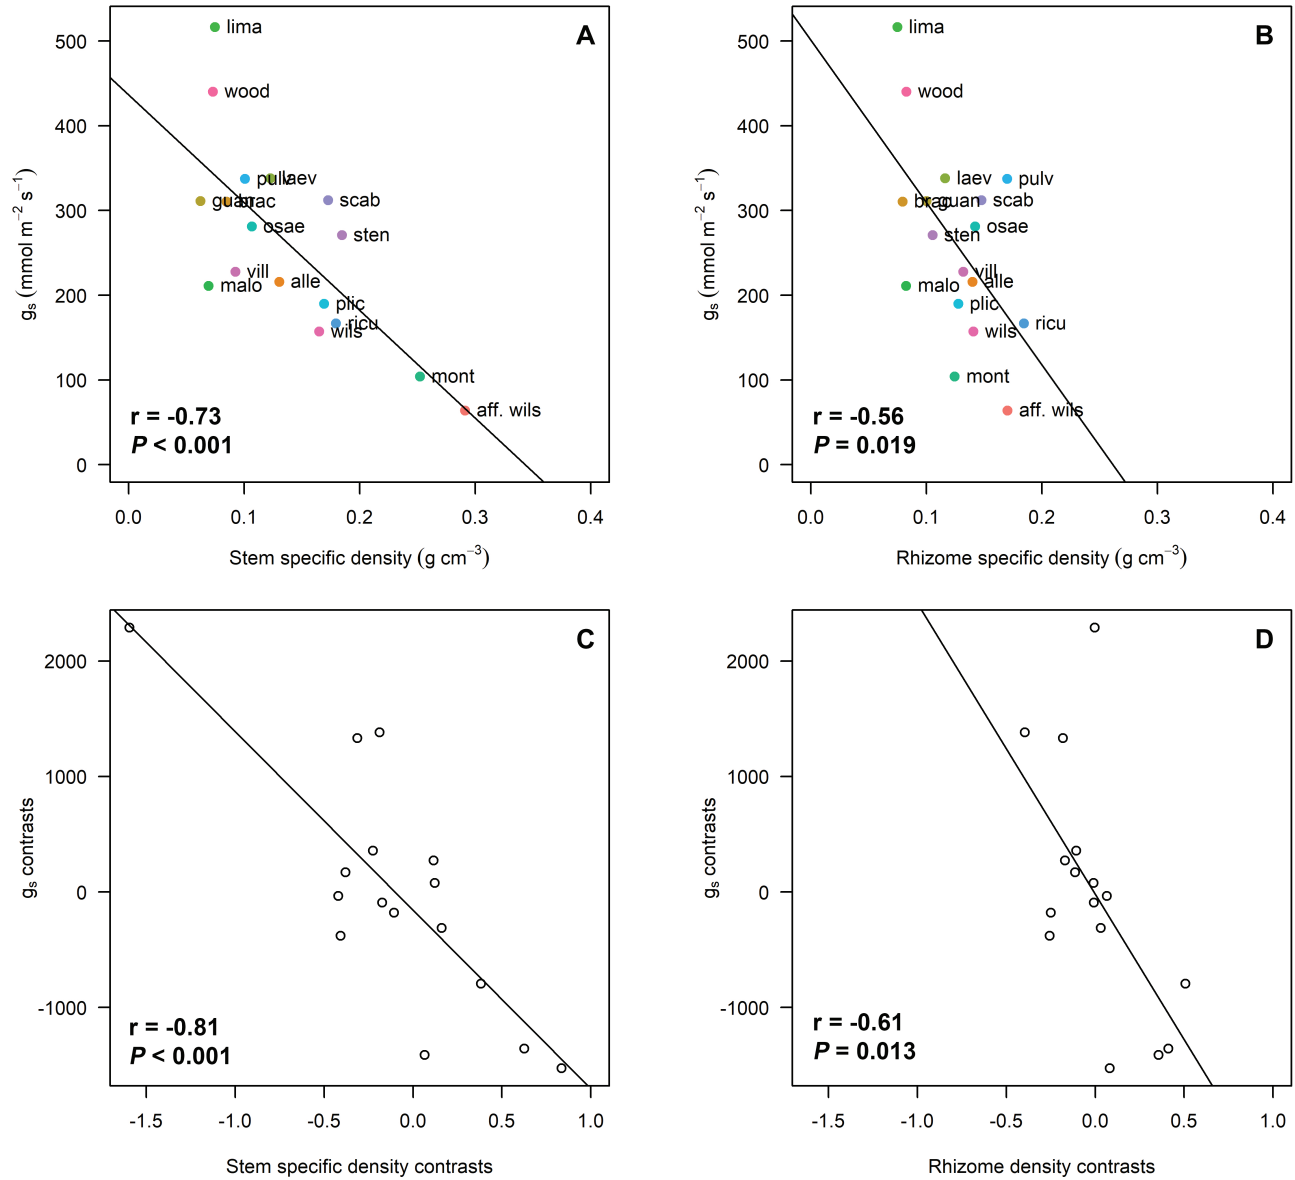 A
500
400
300
200
100
0
gs (mmol m−2 s−1)
lima
wood
pulv
laev
guan
brac
scab
osae
sten
vill
malo
alle
plic
ricu
wils
mont
aff. wils
r = -0.73
P < 0.001
0.0 0.1 0.2 0.3 0.4
Stem specific density (g cm−3)
B
500
400
300
200
100
0
gs (mmol m−2 s−1)
lima
wood
laev
pulv
brac
guan
scab
osae
sten
vill
malo
alle
plic
ricu
wils
mont
aff. wils
r = -0.56
P = 0.019
0.0 0.1 0.2 0.3 0.4
Rhizome specific density (g cm−3)
C
2000
1000
0
-1000
gs contrasts
r = -0.81
P < 0.001
-1.5 -1.0 -0.5 0.0 0.5 1.0
Stem specific density contrasts
D
2000
1000
0
-1000
gs contrasts
r = -0.61
P = 0.013
-1.5 -1.0 -0.5 0.0 0.5 1.0
Rhizome density contrasts